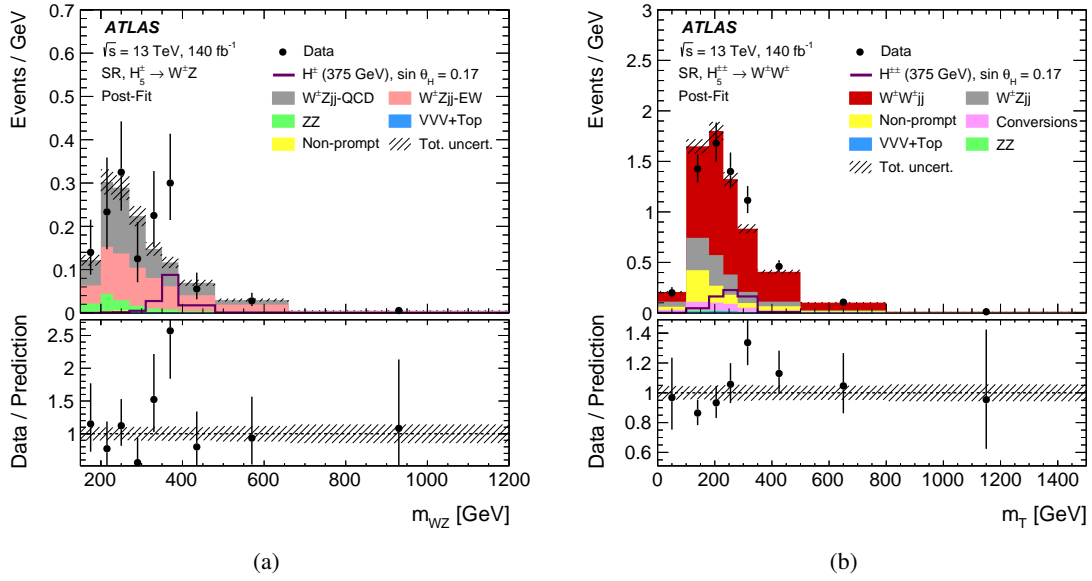 Events / GeV
0.7
0.6
0.5
0.4
0.3
0.2
0.1
0
ATLAS
√s = 13 TeV, 140 fb⁻¹
SR, H₅± → W±Z
Post-Fit
Data
H± (375 GeV), sin θ_H = 0.17
W±Zjj-QCD
W±Zjj-EW
ZZ
VVV+Top
Non-prompt
Tot. uncert.
Data / Prediction
2.5
2
1.5
1
200 400 600 800 1000 1200
m_WZ [GeV]
(a)
Events / GeV
3
2.5
2
1.5
1
0.5
0
ATLAS
√s = 13 TeV, 140 fb⁻¹
SR, H₅±± → W±W±
Post-Fit
Data
H±± (375 GeV), sin θ_H = 0.17
W±W±jj
W±Zjj
Non-prompt
Conversions
VVV+Top
ZZ
Tot. uncert.
Data / Prediction
1.4
1.2
1
0.8
0.6
0 200 400 600 800 1000 1200 1400
m_T [GeV]
(b)